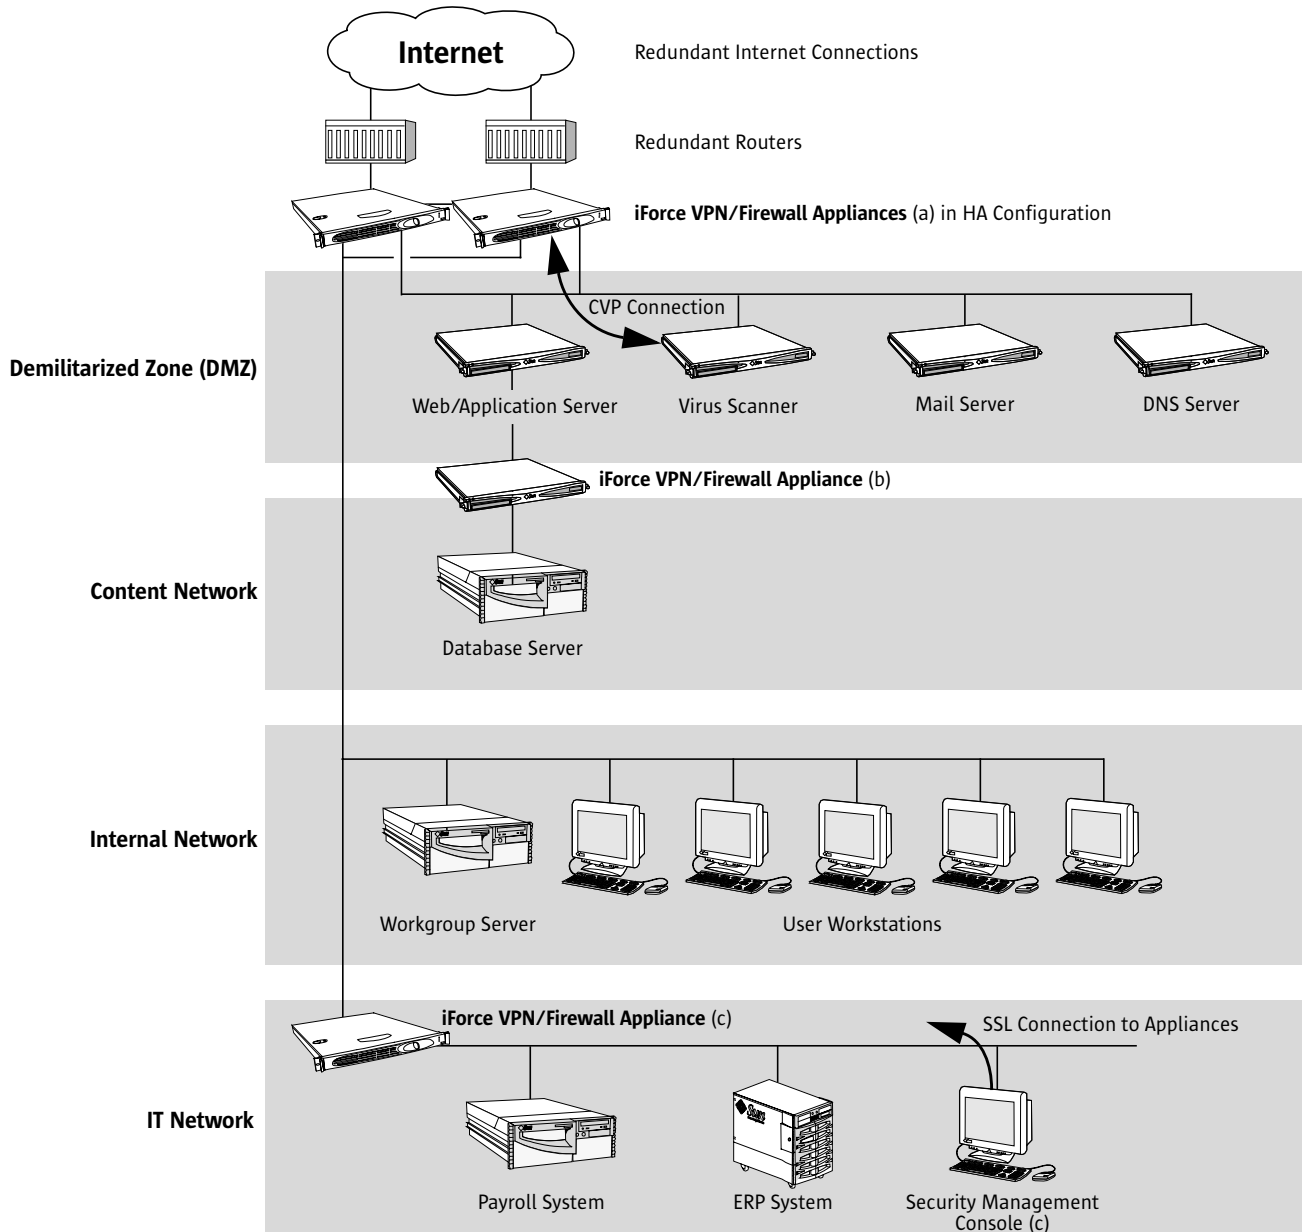 Internet
Redundant Internet Connections
Redundant Routers
iForce VPN/Firewall Appliances (a) in HA Configuration
CVP Connection
Demilitarized Zone (DMZ)
Web/Application Server
Virus Scanner
Mail Server
DNS Server
iForce VPN/Firewall Appliance (b)
Content Network
Database Server
Internal Network
Workgroup Server
User Workstations
iForce VPN/Firewall Appliance (c)
SSL Connection to Appliances
IT Network
Sun
Payroll System
ERP System
Security Management
Console (c)